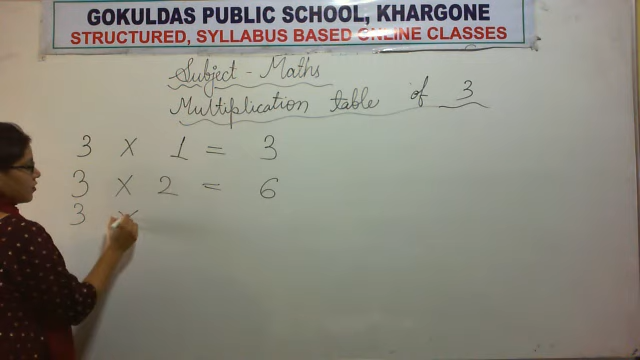 GOKULDAS PUBLIC SCHOOL, KHARGONE
STRUCTURED, SYLLABUS BASED ONLINE CLASSES
Subject - Maths
Multiplication table of 3
3 × 1 = 3
3 × 2 = 6
3 ×